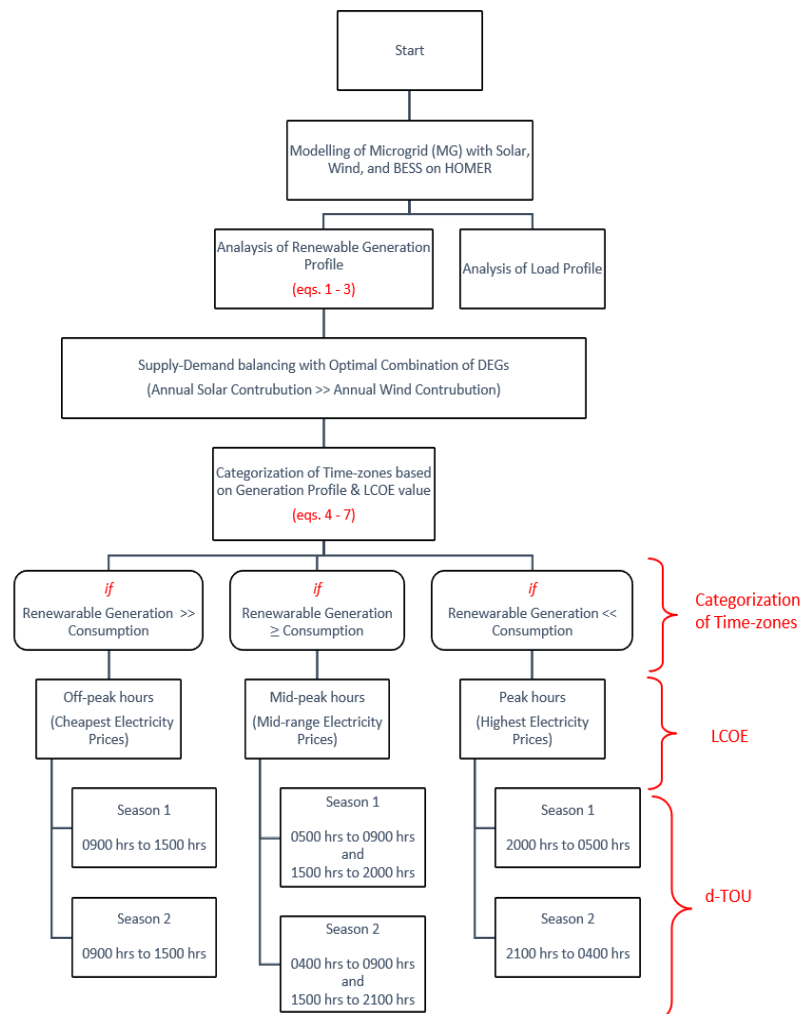 Start
Modelling of Microgrid (MG) with Solar,
Wind, and BESS on HOMER
Analaysis of Renewable Generation
Profile
(eqs. 1 - 3)
Analysis of Load Profile
Supply-Demand balancing with Optimal Combination of DEGs
(Annual Solar Contrubution >> Annual Wind Contrubution)
Categorization of Time-zones based
on Generation Profile & LCOE value
(eqs. 4 - 7)
if
Renewarable Generation >>
Consumption
if
Renewarable Generation
≥ Consumption
if
Renewarable Generation <<
Consumption
Categorization
of Time-zones
Off-peak hours
(Cheapest Electricity
Prices)
Mid-peak hours
(Mid-range Electricity
Prices)
Peak hours
(Highest Electricity
Prices)
LCOE
Season 1
0900 hrs to 1500 hrs
Season 1
0500 hrs to 0900 hrs
and
1500 hrs to 2000 hrs
Season 1
2000 hrs to 0500 hrs
d-TOU
Season 2
0900 hrs to 1500 hrs
Season 2
0400 hrs to 0900 hrs
and
1500 hrs to 2100 hrs
Season 2
2100 hrs to 0400 hrs